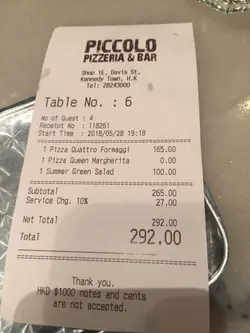 PICCOLO
PIZZERIA & BAR
Shop 1E, Davis St.
Kennedy Town, H.K
Tel: 28243000
Table No. : 6
No of Guest : 4
Receipt No : 118261
Start Time : 2018/05/28 19:18
1 Pizza Quattro Formaggi 165.00
1 Pizza Queen Margherita 0.00
1 Summer Green Salad 100.00
Subtotal 265.00
Service Chg. 10% 27.00
Net Total 292.00
Total 292.00
Thank you.
HKD $1000 notes and cents
are not accepted.